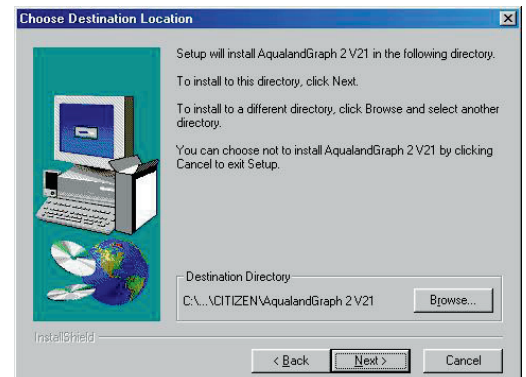 Choose Destination Location
Setup will install AqualandGraph 2 V21 in the following directory.
To install to this directory, click Next.
To install to a different directory, click Browse and select another
directory.
You can choose not to install AqualandGraph 2 V21 by clicking
Cancel to exit Setup.
Destination Directory
C:\...\CITIZEN\AqualandGraph 2 V21
Browse...
InstallShield
< Back
Next >
Cancel